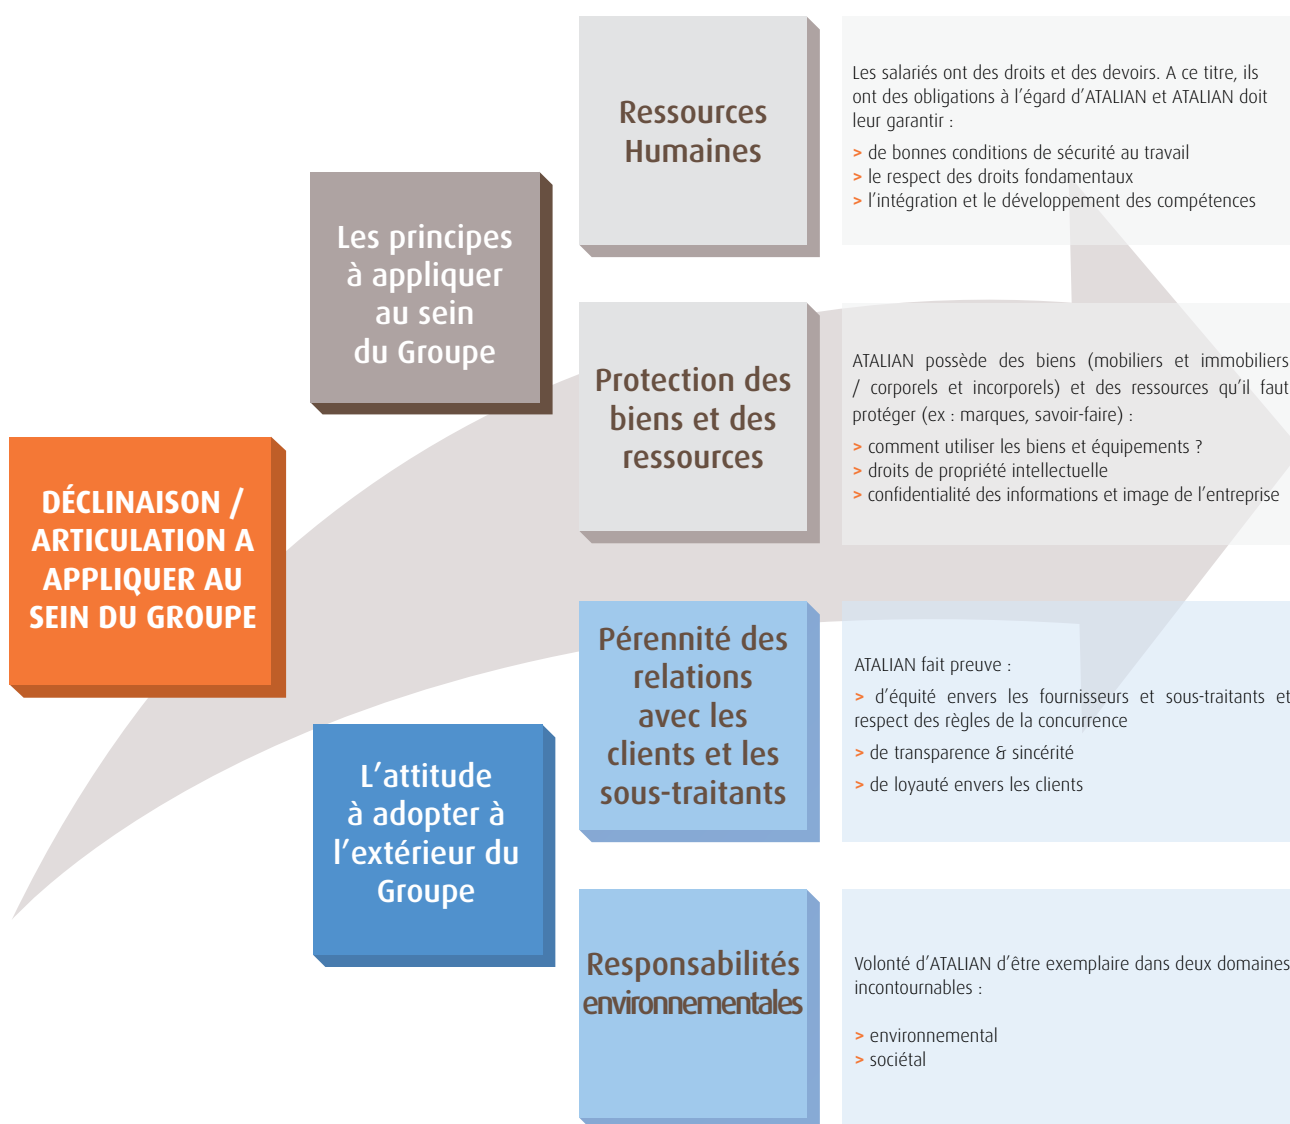 DÉCLINAISON /
ARTICULATION A
APPLIQUER AU
SEIN DU GROUPE
Les principes
à appliquer
au sein
du Groupe
Ressources
Humaines
Les salariés ont des droits et des devoirs. A ce titre, ils
ont des obligations à l'égard d'ATALIAN et ATALIAN doit
leur garantir :
> de bonnes conditions de sécurité au travail
> le respect des droits fondamentaux
> l'intégration et le développement des compétences
Protection des
biens et des
ressources
ATALIAN possède des biens (mobiliers et immobiliers
/ corporels et incorporels) et des ressources qu'il faut
protéger (ex : marques, savoir-faire) :
> comment utiliser les biens et équipements ?
> droits de propriété intellectuelle
> confidentialité des informations et image de l'entreprise
L'attitude
à adopter à
l'extérieur du
Groupe
Pérennité des
relations
avec les
clients et les
sous-traitants
ATALIAN fait preuve :
> d'équité envers les fournisseurs et sous-traitants et
respect des règles de la concurrence
> de transparence & sincérité
> de loyauté envers les clients
Responsabilités
environnementales
Volonté d'ATALIAN d'être exemplaire dans deux domaines
incontournables :
> environnemental
> sociétal